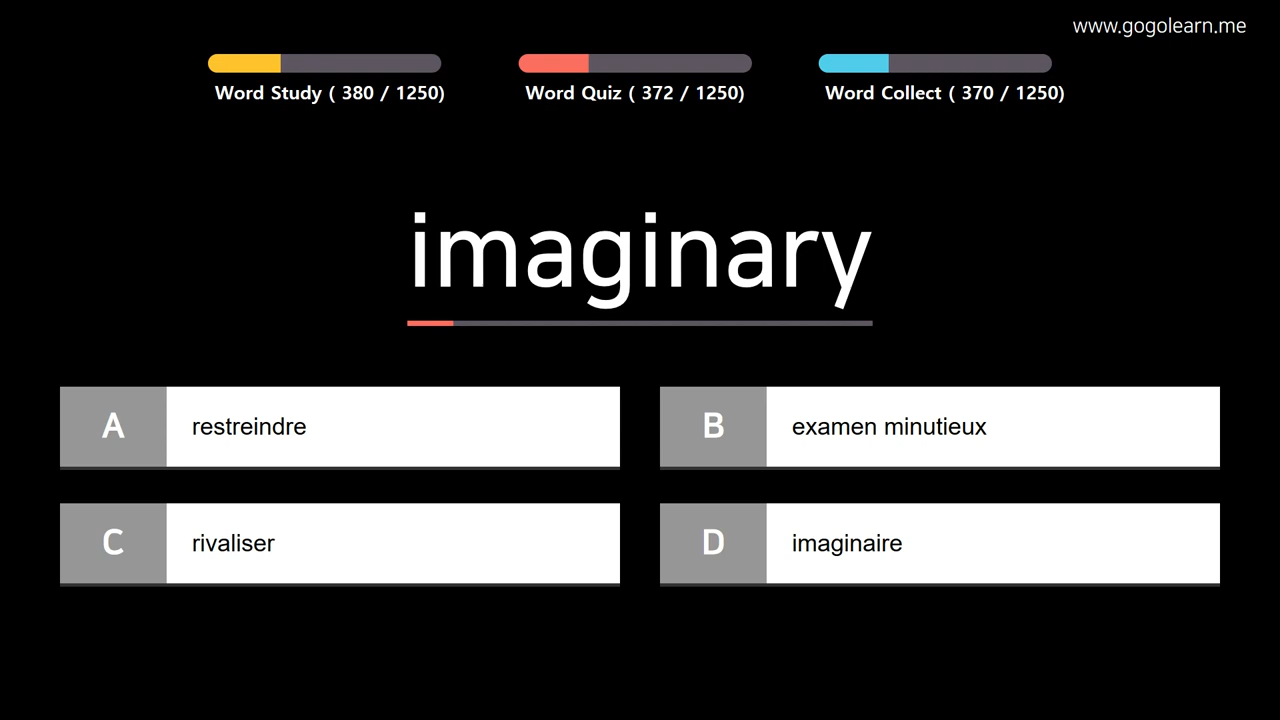 www.gogolearn.me
Word Study ( 380 / 1250)
Word Quiz ( 372 / 1250)
Word Collect ( 370 / 1250)
imaginary
A restreindre
B examen minutieux
C rivaliser
D imaginaire